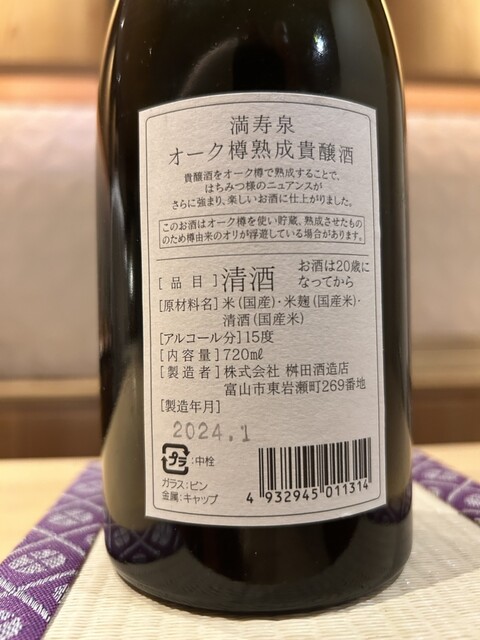 満寿泉
オーク樽熟成貴醸酒
貴醸酒をオーク樽で熟成することで、
はちみつ様のニュアンスが
さらに強まり、楽しいお酒に仕上がりました。
このお酒はオーク樽を使い貯蔵、熟成させたもの
のため樽由来のオリが浮遊している場合があります。
[品目]清酒 お酒は20歳に
なってから
[原材料名]米(国産)・米麹(国産米)・
清酒(国産米)
[アルコール分]15度
[内容量]720㎖
[製造者]株式会社 桝田酒造店
富山市東岩瀬町269番地
[製造年月]
2024.1
プラ:中栓
ガラス:ビン
金属:キャップ
4 932945 011314